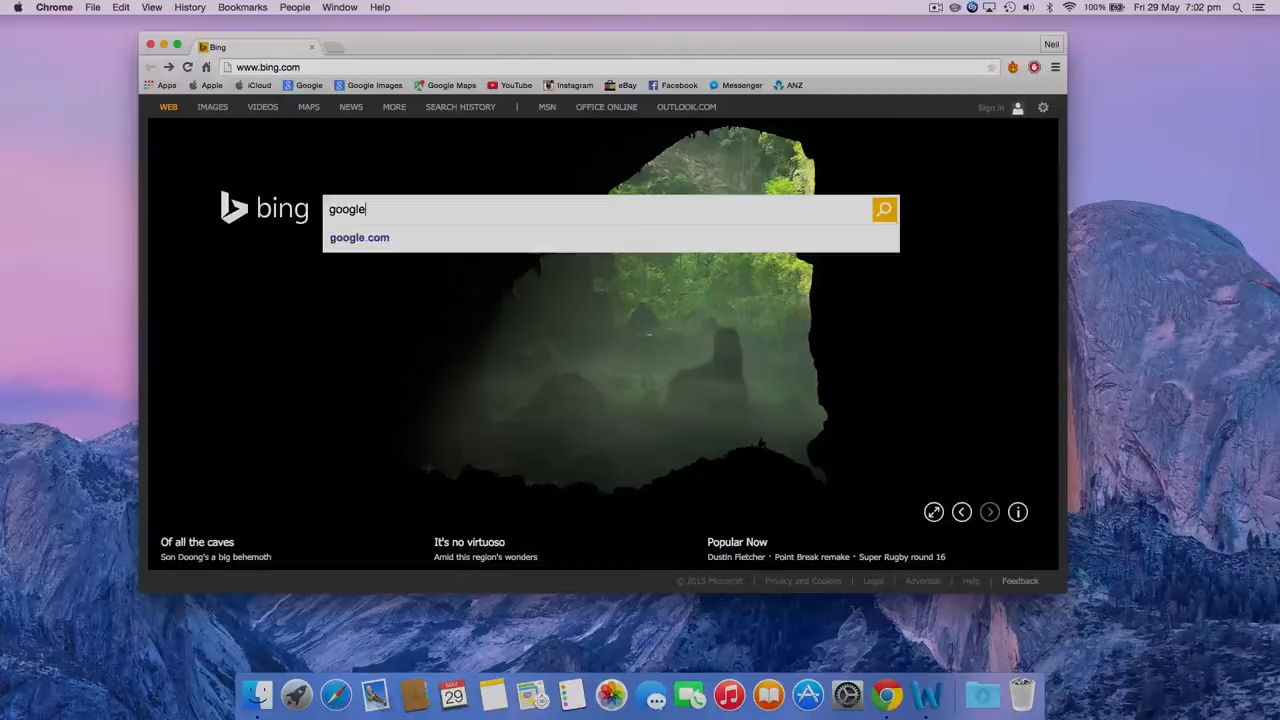 Chrome File Edit View History Bookmarks People Window Help 100% Fri 29 May 7:02 pm
Bing Neil
www.bing.com
Apps Apple iCloud Google Google Images Google Maps YouTube Instagram eBay Facebook Messenger ANZ
WEB IMAGES VIDEOS MAPS NEWS MORE SEARCH HISTORY | MSN OFFICE ONLINE OUTLOOK.COM Sign in
bing google
google.com
Of all the caves It's no virtuoso Popular Now
Son Doong's a big behemoth Amid this region's wonders Dustin Fletcher · Point Break remake · Super Rugby round 16
© 2015 Microsoft | Privacy and Cookies | Legal | Advertise | Help | Feedback
MAY
29